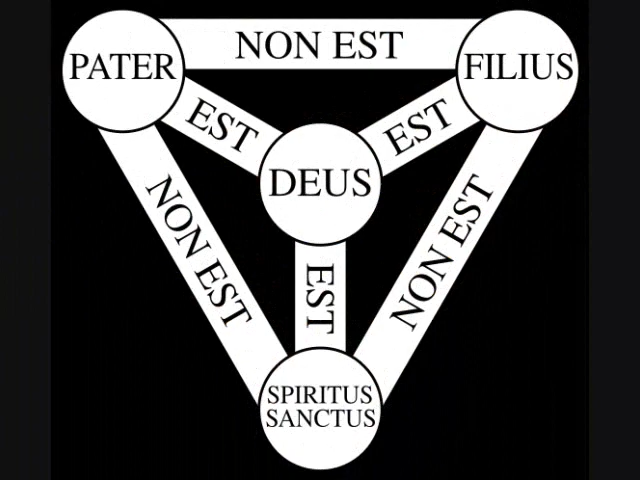 PATER
NON EST
FILIUS
EST
EST
DEUS
NON EST
EST
NON EST
SPIRITUS
SANCTUS